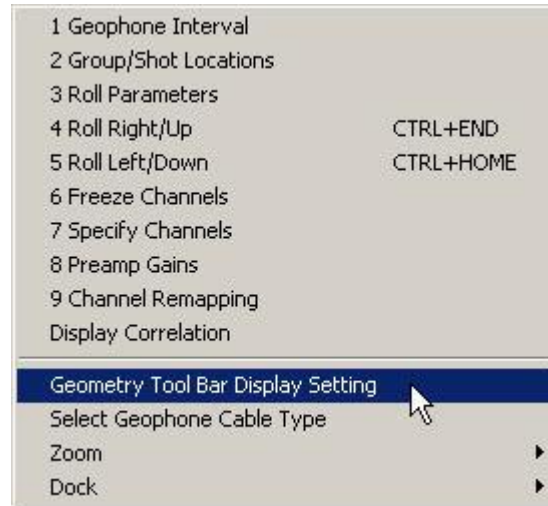 1 Geophone Interval
2 Group/Shot Locations
3 Roll Parameters
4 Roll Right/Up CTRL+END
5 Roll Left/Down CTRL+HOME
6 Freeze Channels
7 Specify Channels
8 Preamp Gains
9 Channel Remapping
Display Correlation
Geometry Tool Bar Display Setting
Select Geophone Cable Type
Zoom
Dock